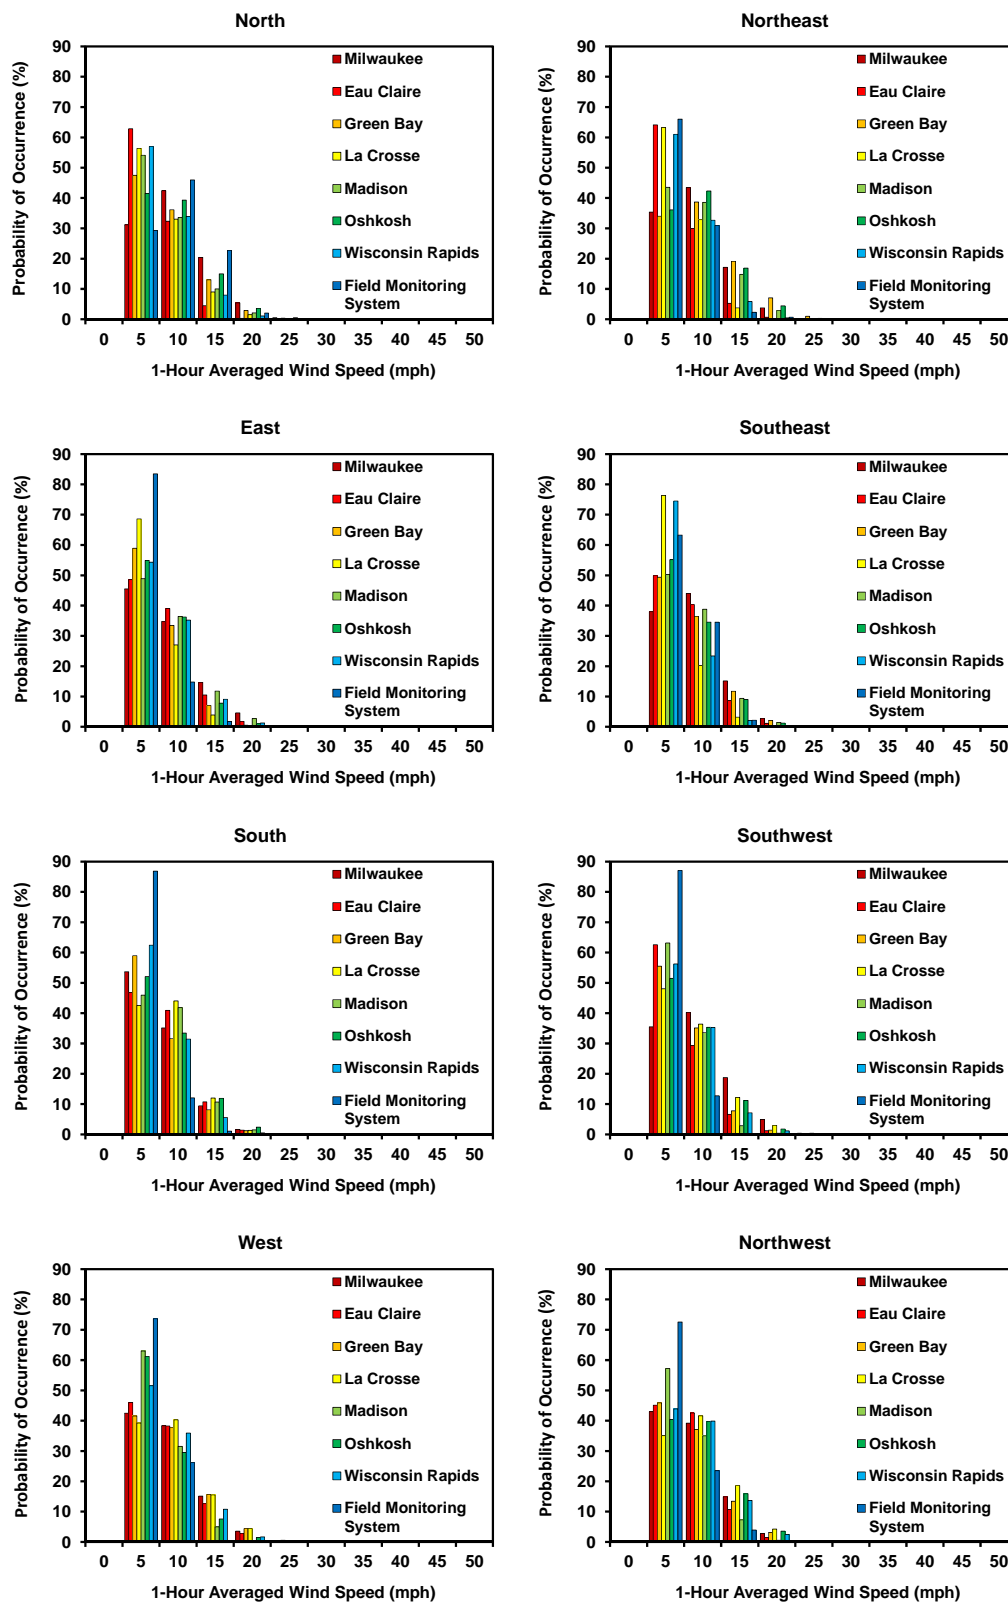 North
Probability of Occurrence (%)
90
80
70
60
50
40
30
20
10
0
Milwaukee
Eau Claire
Green Bay
La Crosse
Madison
Oshkosh
Wisconsin Rapids
Field Monitoring
System
0 5 10 15 20 25 30 35 40 45 50
1-Hour Averaged Wind Speed (mph)
Northeast
Probability of Occurrence (%)
90
80
70
60
50
40
30
20
10
0
Milwaukee
Eau Claire
Green Bay
La Crosse
Madison
Oshkosh
Wisconsin Rapids
Field Monitoring
System
0 5 10 15 20 25 30 35 40 45 50
1-Hour Averaged Wind Speed (mph)
East
Probability of Occurrence (%)
90
80
70
60
50
40
30
20
10
0
Milwaukee
Eau Claire
Green Bay
La Crosse
Madison
Oshkosh
Wisconsin Rapids
Field Monitoring
System
0 5 10 15 20 25 30 35 40 45 50
1-Hour Averaged Wind Speed (mph)
Southeast
Probability of Occurrence (%)
90
80
70
60
50
40
30
20
10
0
Milwaukee
Eau Claire
Green Bay
La Crosse
Madison
Oshkosh
Wisconsin Rapids
Field Monitoring
System
0 5 10 15 20 25 30 30 40 45 50
1-Hour Averaged Wind Speed (mph)
South
Probability of Occurrence (%)
90
80
70
60
50
40
30
20
10
0
Milwaukee
Eau Claire
Green Bay
La Crosse
Madison
Oshkosh
Wisconsin Rapids
Field Monitoring
System
0 5 10 15 20 25 30 35 40 45 50
1-Hour Averaged Wind Speed (mph)
Southwest
Probability of Occurrence (%)
90
80
70
60
50
40
30
20
10
0
Milwaukee
Eau Claire
Green Bay
La Crosse
Madison
Oshkosh
Wisconsin Rapids
Field Monitoring
System
0 5 10 15 20 25 30 35 40 45 50
1-Hour Averaged Wind Speed (mph)
West
Probability of Occurrence (%)
90
80
70
60
50
40
30
20
10
0
Milwaukee
Eau Claire
Green Bay
La Crosse
Madison
Oshkosh
Wisconsin Rapids
Field Monitoring
System
0 5 10 15 20 25 30 35 40 45 50
1-Hour Averaged Wind Speed (mph)
Northwest
Probability of Occurrence (%)
90
80
70
60
50
40
30
20
10
0
Milwaukee
Eau Claire
Green Bay
La Crosse
Madison
Oshkosh
Wisconsin Rapids
Field Monitoring
System
0 5 10 15 20 25 30 35 40 45 50
1-Hour Averaged Wind Speed (mph)